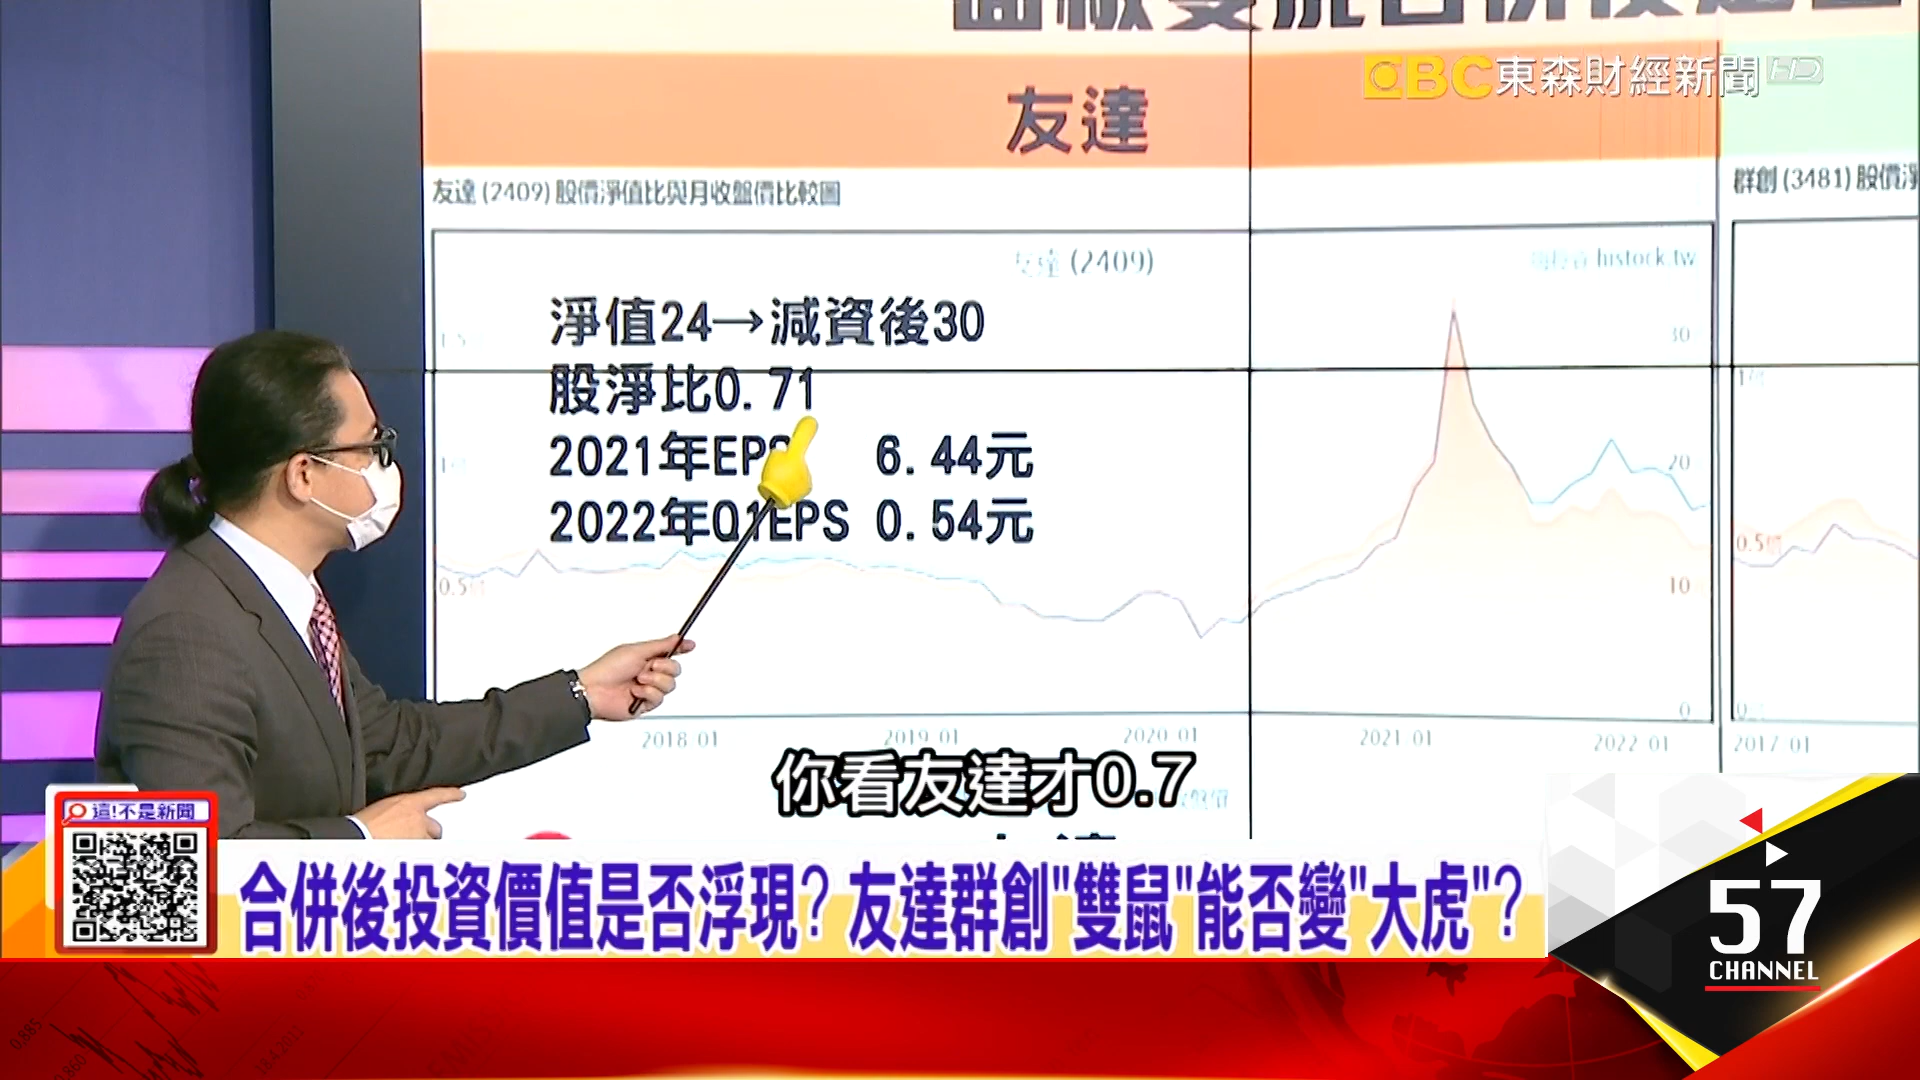 友達
EBC東森財經新聞HD
友達 (2409) 股價淨值比與月收盤價比較圖
群創 (3481) 股價淨
友達 (2409)
histock.tw
淨值24→減資後30
股淨比0.71
2021年EPS 6.44元
2022年Q1EPS 0.54元
30
20
10
0
0.5
0.5
2018 01
2019 01
2020 01
2021 01
2022 01
2017 01
你看友達才0.7
這!不是新聞
合併後投資價值是否浮現? 友達群創"雙鼠"能否變"大虎"?
57
CHANNEL